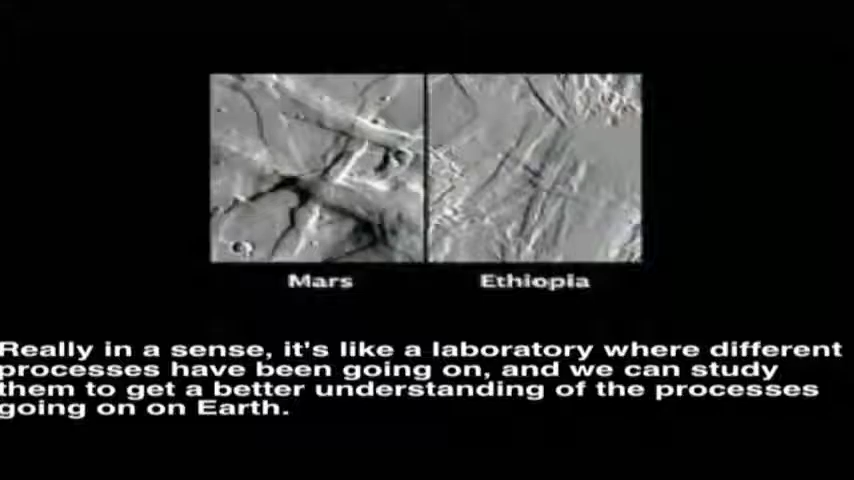 Mars
Ethiopia
Really in a sense, it's like a laboratory where different
processes have been going on, and we can study
them to get a better understanding of the processes
going on on Earth.